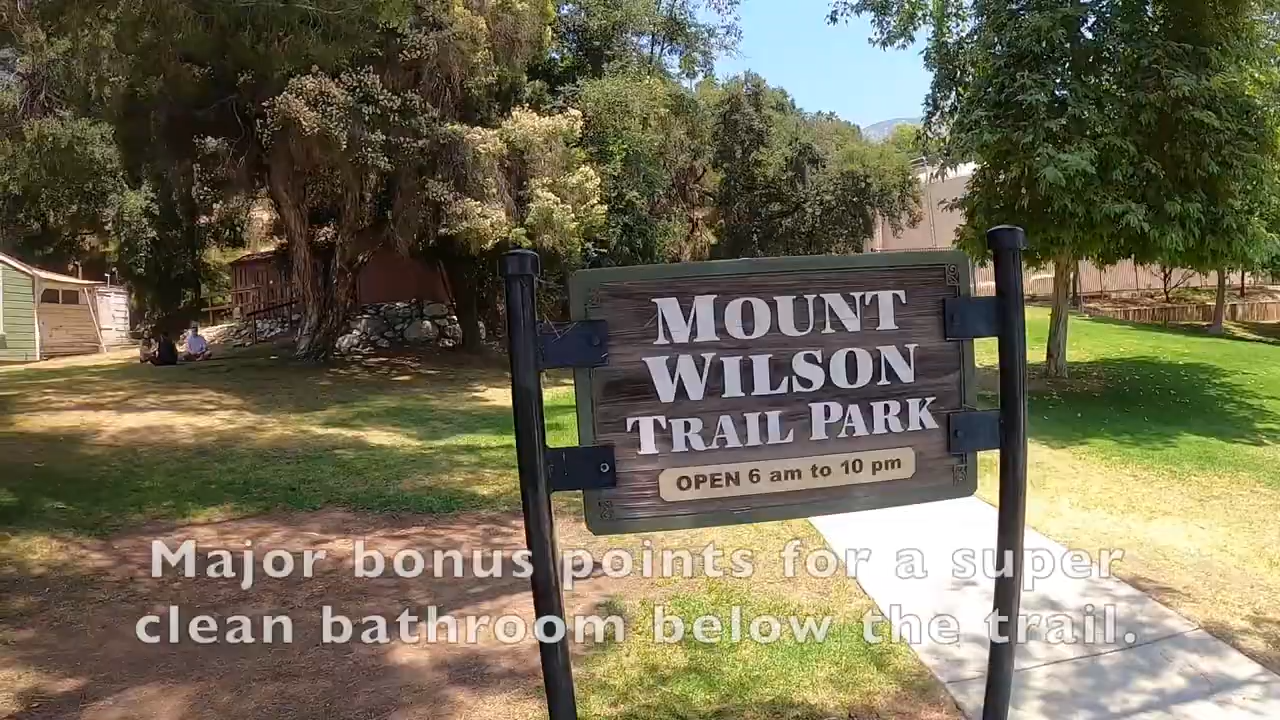 MOUNT
WILSON
TRAIL PARK
OPEN 6 am to 10 pm
Major bonus points for a super
clean bathroom below the trail.